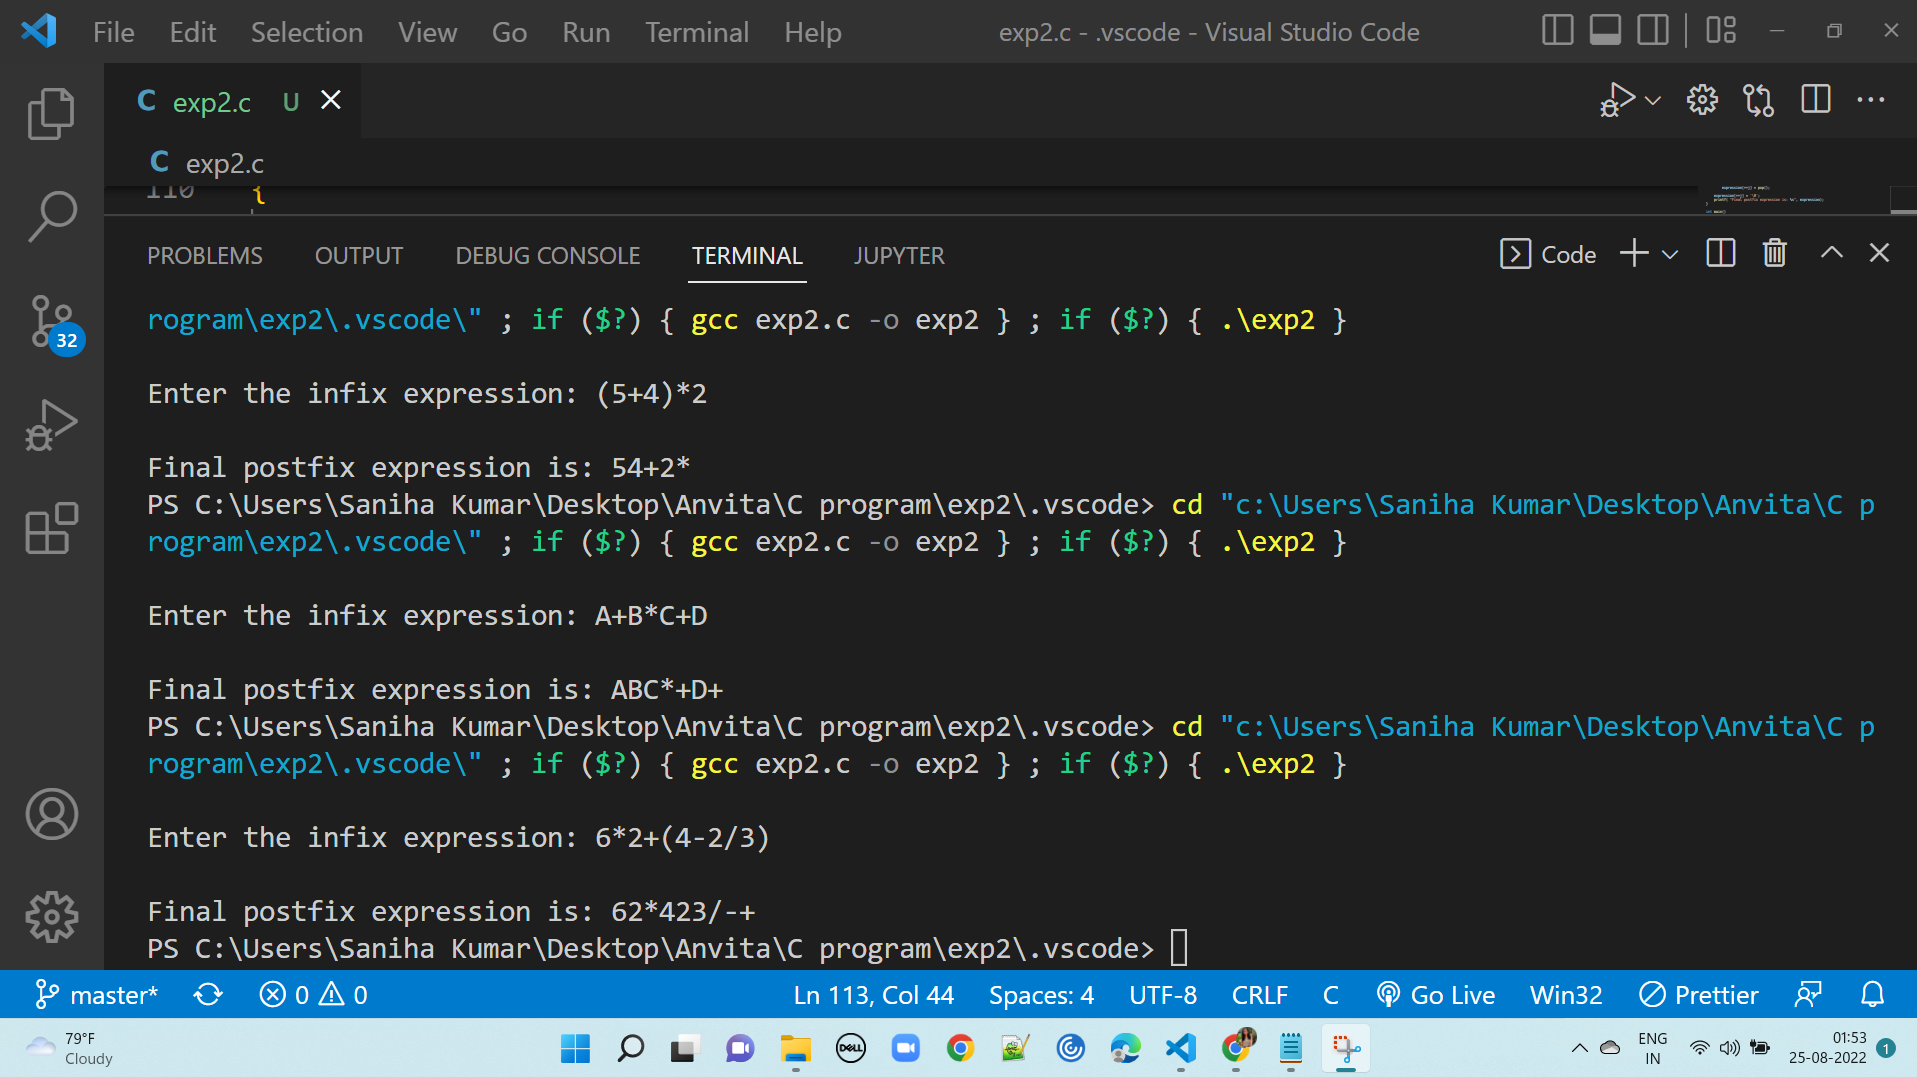 File Edit Selection View Go Run Terminal Help exp2.c - .vscode - Visual Studio Code
C exp2.c U
C exp2.c
110 {
PROBLEMS OUTPUT DEBUG CONSOLE TERMINAL JUPYTER Code
rogram\exp2\.vscode\" ; if ($?) { gcc exp2.c -o exp2 } ; if ($?) { .\exp2 }
Enter the infix expression: (5+4)*2
Final postfix expression is: 54+2*
PS C:\Users\Saniha Kumar\Desktop\Anvita\C program\exp2\.vscode> cd "c:\Users\Saniha Kumar\Desktop\Anvita\C p
rogram\exp2\.vscode\" ; if ($?) { gcc exp2.c -o exp2 } ; if ($?) { .\exp2 }
Enter the infix expression: A+B*C+D
Final postfix expression is: ABC*+D+
PS C:\Users\Saniha Kumar\Desktop\Anvita\C program\exp2\.vscode> cd "c:\Users\Saniha Kumar\Desktop\Anvita\C p
rogram\exp2\.vscode\" ; if ($?) { gcc exp2.c -o exp2 } ; if ($?) { .\exp2 }
Enter the infix expression: 6*2+(4-2/3)
Final postfix expression is: 62*423/-+
PS C:\Users\Saniha Kumar\Desktop\Anvita\C program\exp2\.vscode>
32
master* 0 0 Ln 113, Col 44 Spaces: 4 UTF-8 CRLF C Go Live Win32 Prettier
79°F
Cloudy
DELL
ENG
IN
01:53
25-08-2022
1